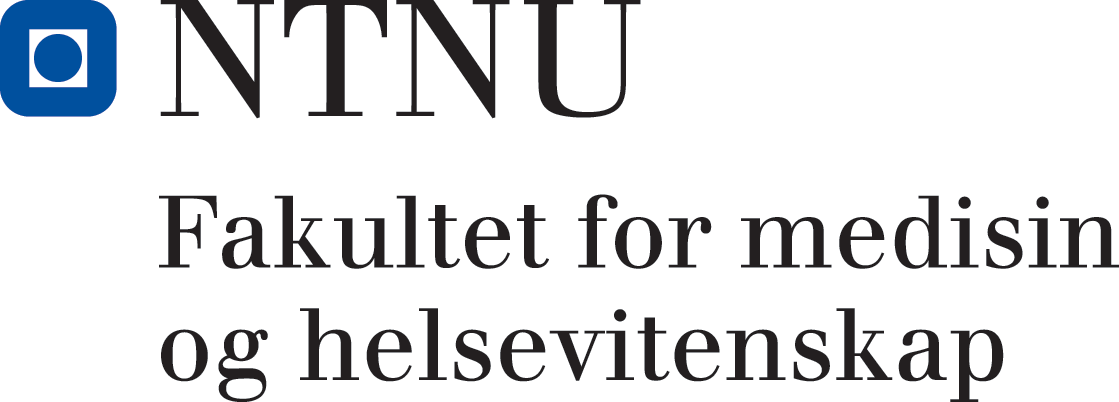 NTNU
Fakultet for medisin
og helsevitenskap